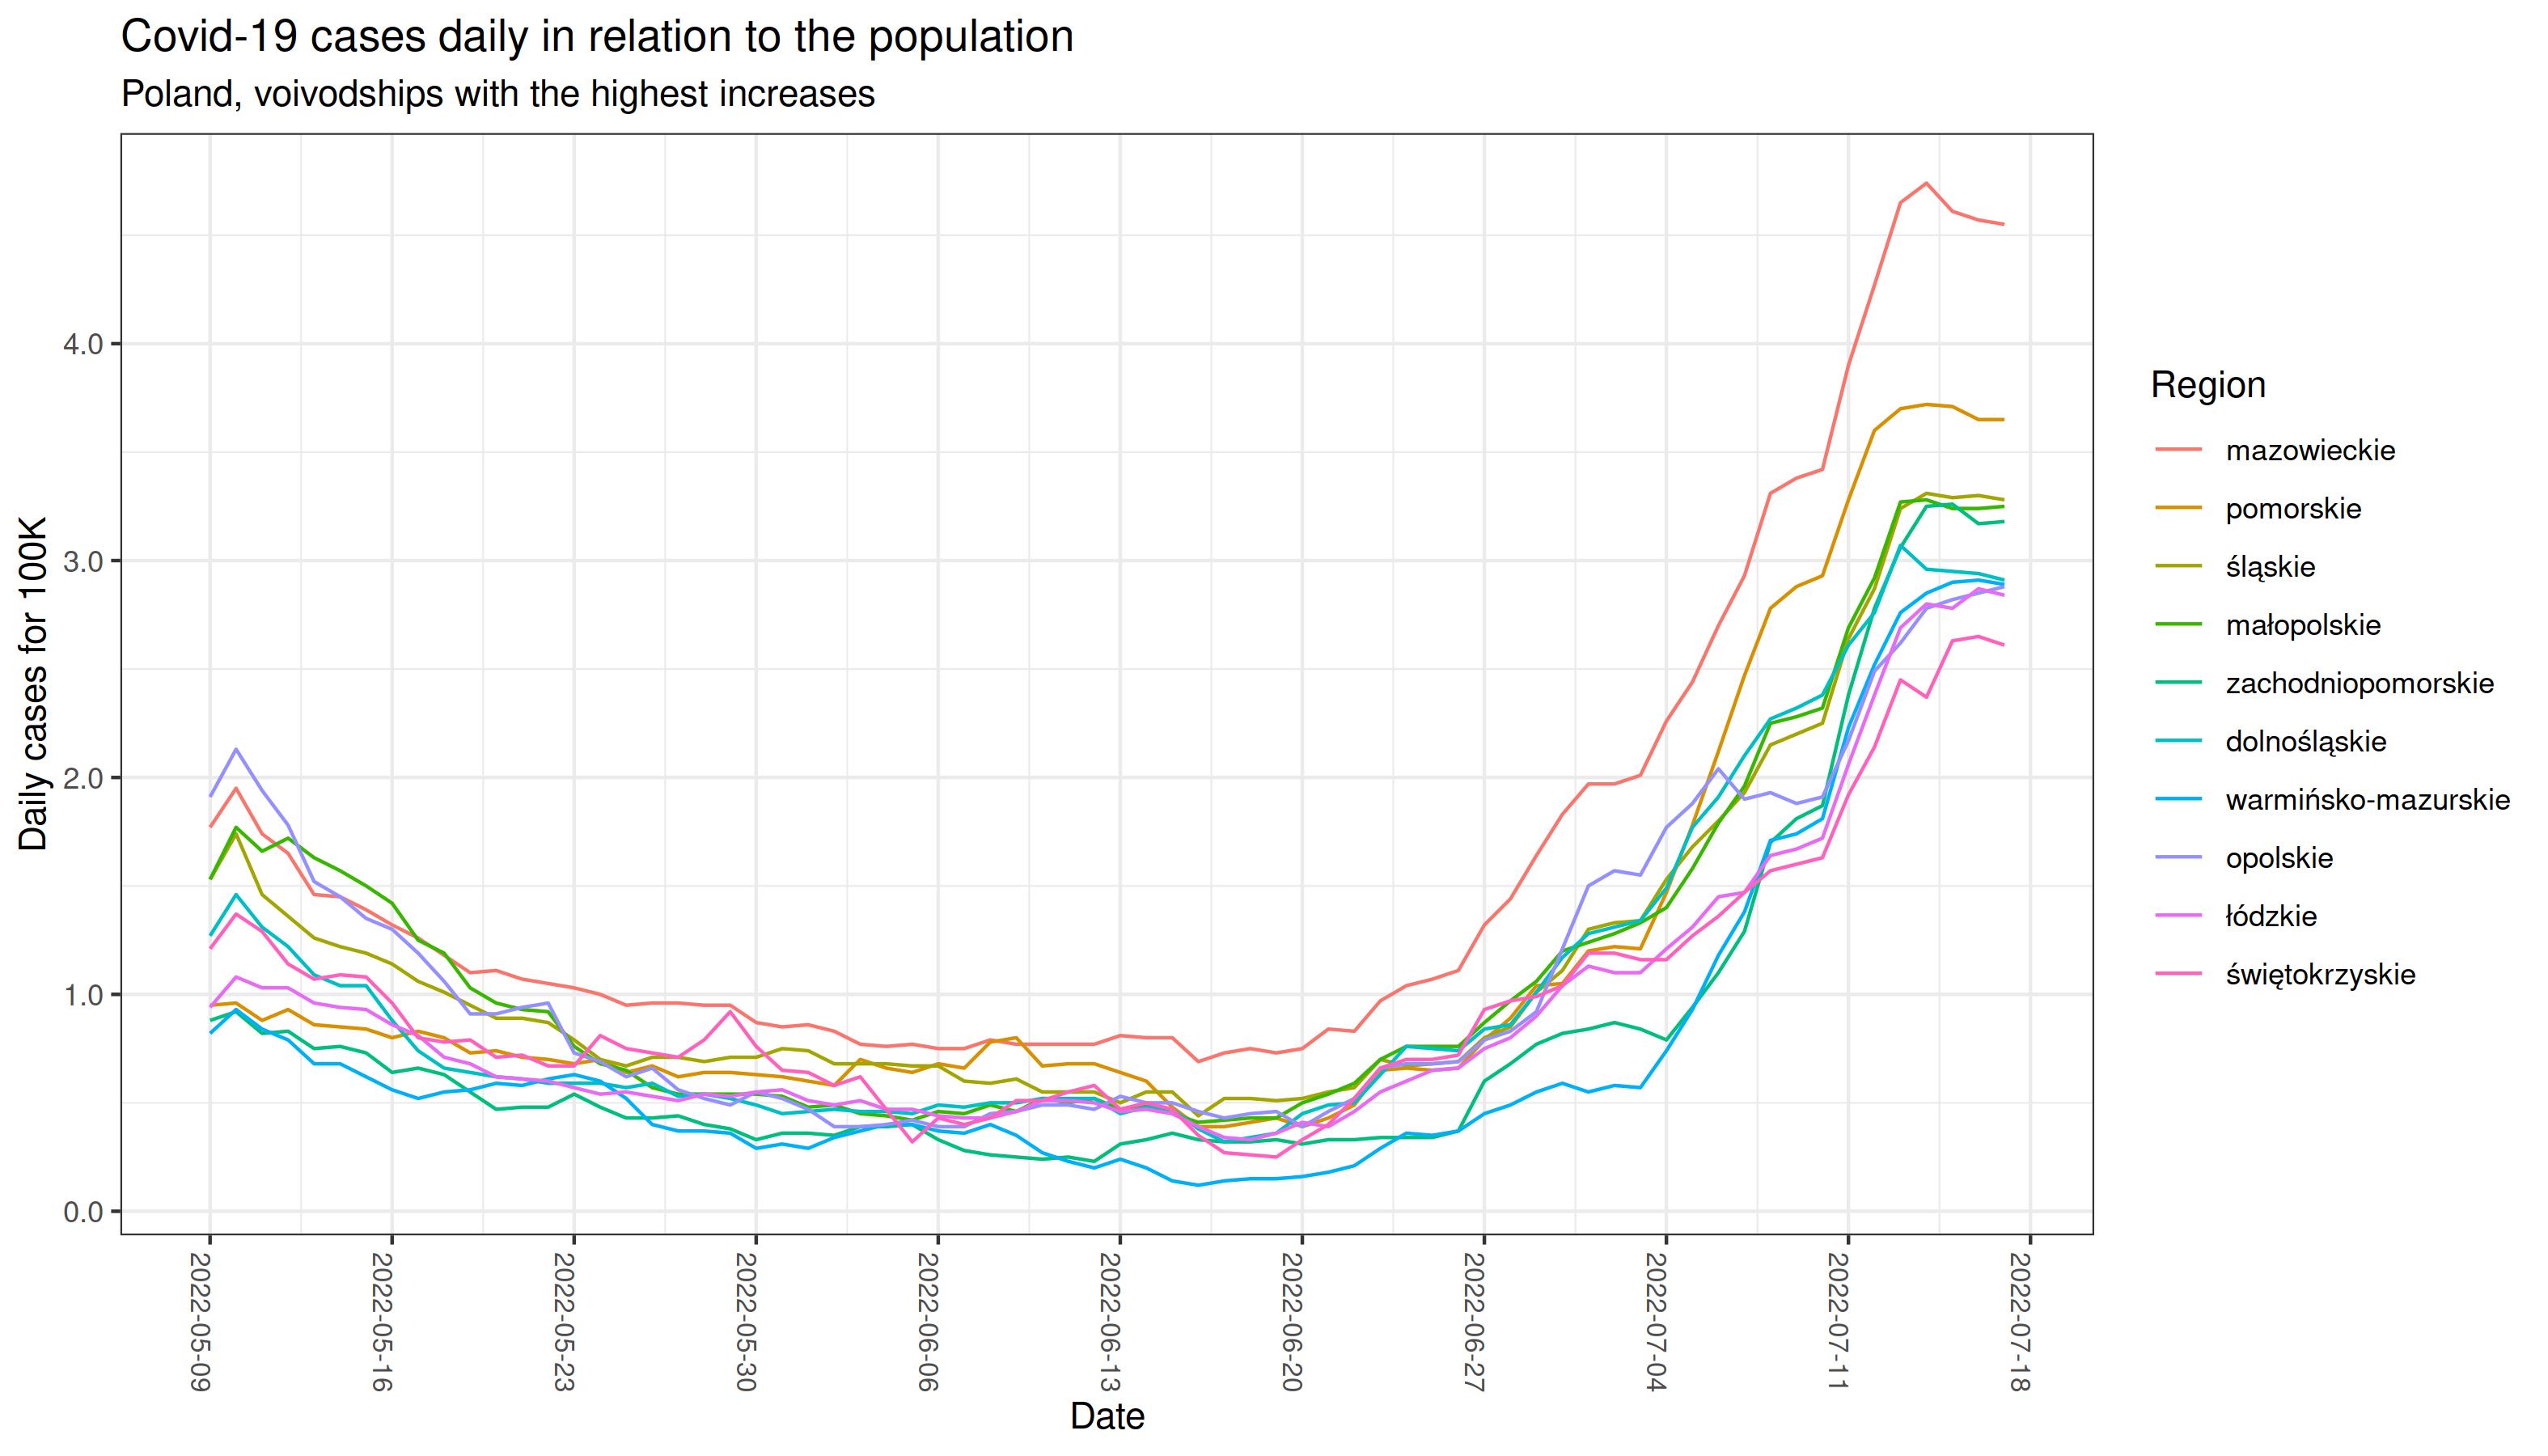 Covid-19 cases daily in relation to the population
Poland, voivodships with the highest increases
Daily cases for 100K
4.0
3.0
2.0
1.0
0.0
2022-05-09
2022-05-16
2022-05-23
2022-05-30
2022-06-06
2022-06-13
2022-06-20
2022-06-27
2022-07-04
2022-07-11
2022-07-18
Date
Region
mazowieckie
pomorskie
śląskie
małopolskie
zachodniopomorskie
dolnośląskie
warmińsko-mazurskie
opolskie
łódzkie
świętokrzyskie